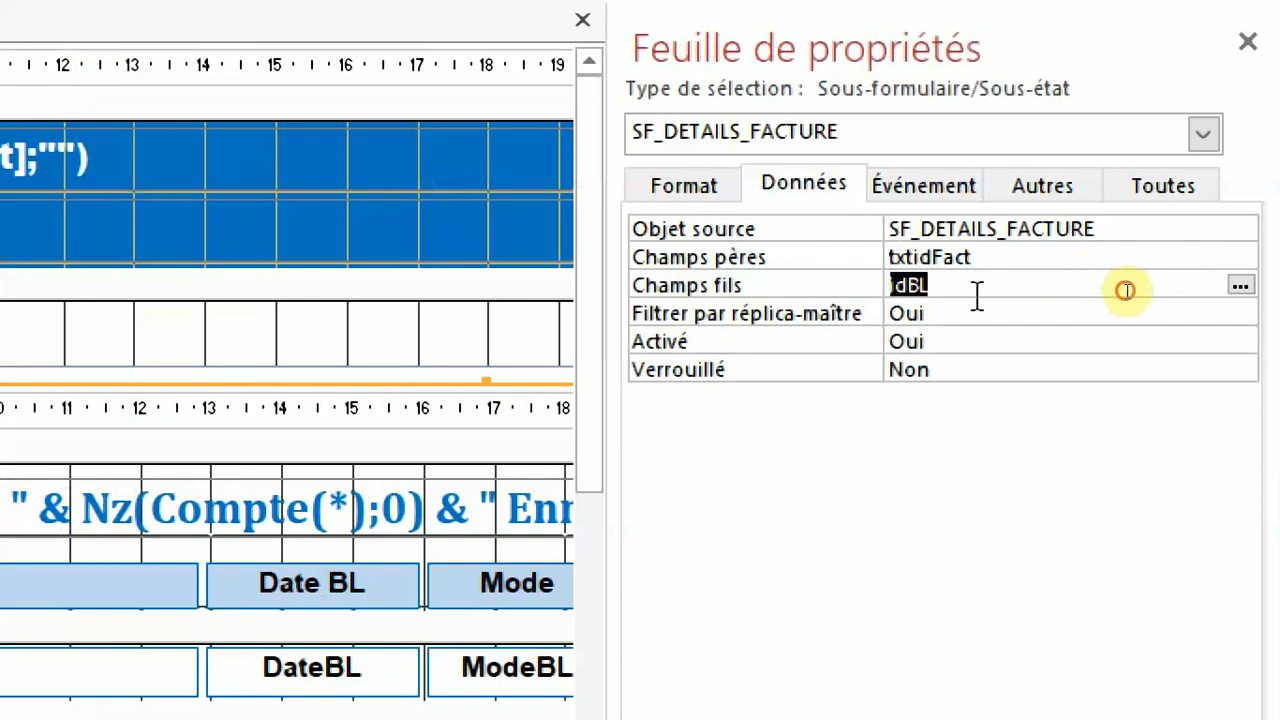 Feuille de propriétés
Type de sélection : Sous-formulaire/Sous-état
SF_DETAILS_FACTURE
Format Données Événement Autres Toutes
Objet source SF_DETAILS_FACTURE
Champs pères txtidFact
Champs fils idBL ...
Filtrer par réplica-maître Oui
Activé Oui
Verrouillé Non
12 13 14 15 16 17 18 19
t];"")
0 11 12 13 14 15 16 17 18
" & Nz(Compte(*);0) & " Enr
Date BL Mode
DateBL ModeBL